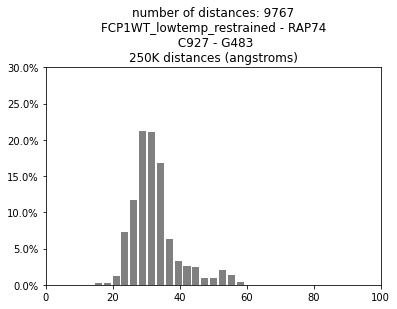 number of distances: 9767
FCP1WT_lowtemp_restrained - RAP74
C927 - G483
250K distances (angstroms)
30.0%
25.0%
20.0%
15.0%
10.0%
5.0%
0.0%
0 20 40 60 80 100